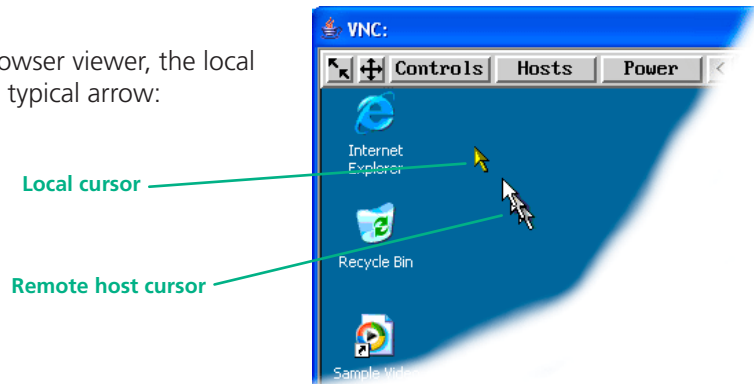 VNC:
owser viewer, the local
typical arrow:
Controls Hosts Power
Internet
Explorer
Local cursor
Recycle Bin
Remote host cursor
Sample Video